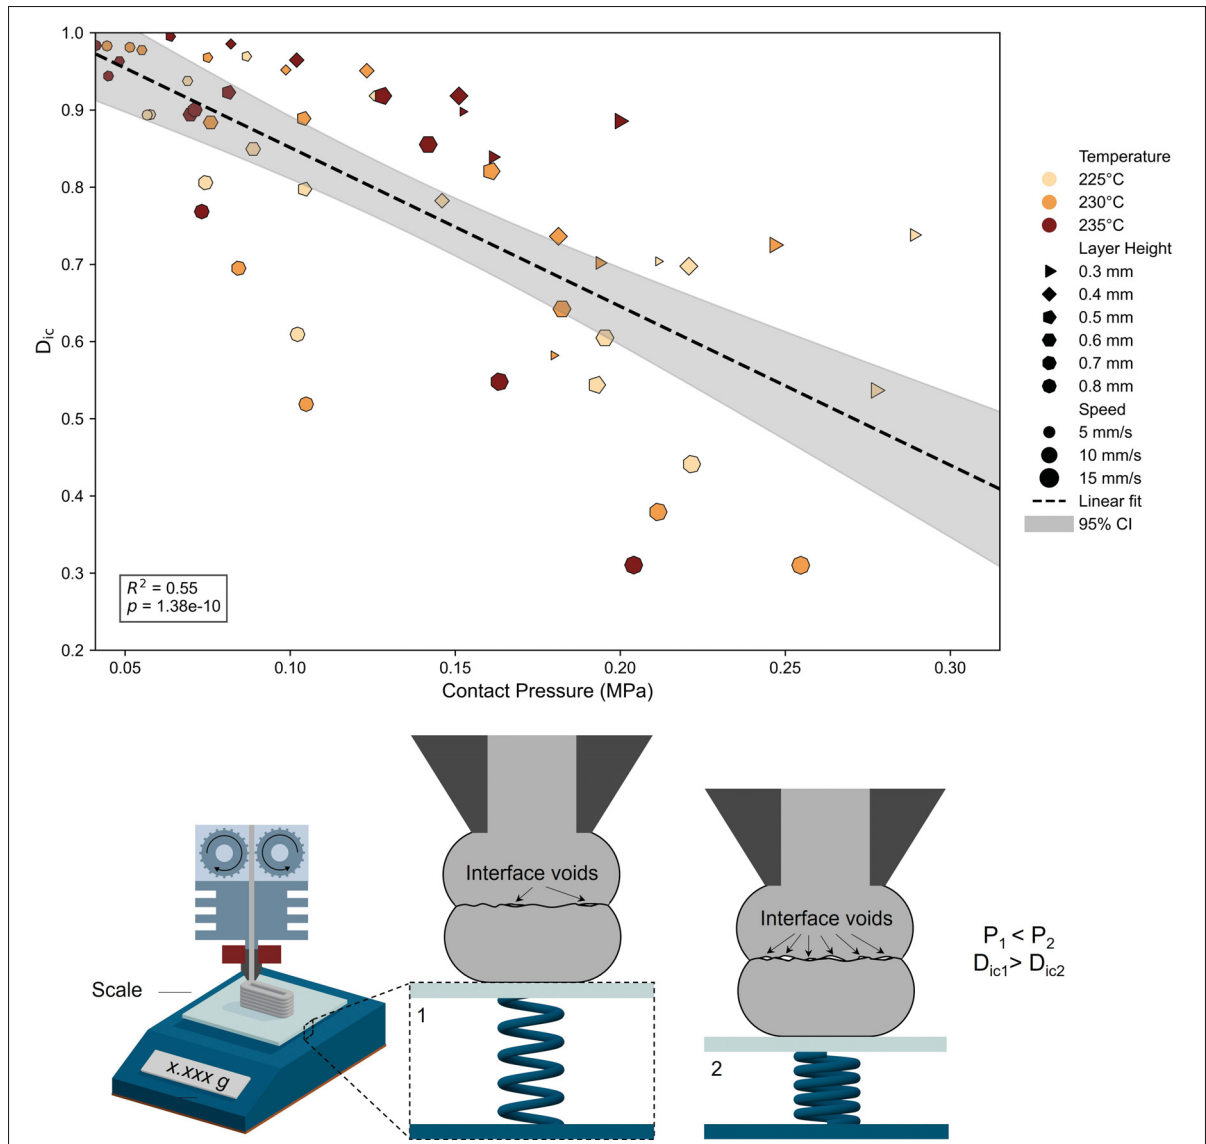 1.0
0.9
0.8
0.7
0.6
0.5
0.4
0.3
0.2
D_ic
R² = 0.55
p = 1.38e-10
0.05 0.10 0.15 0.20 0.25 0.30
Contact Pressure (MPa)
Temperature
225°C
230°C
235°C
Layer Height
0.3 mm
0.4 mm
0.5 mm
0.6 mm
0.7 mm
0.8 mm
Speed
5 mm/s
10 mm/s
15 mm/s
Linear fit
95% CI
Scale
x.xxx g
Interface voids
1
Interface voids
2
P₁ < P₂
D_ic1> D_ic2